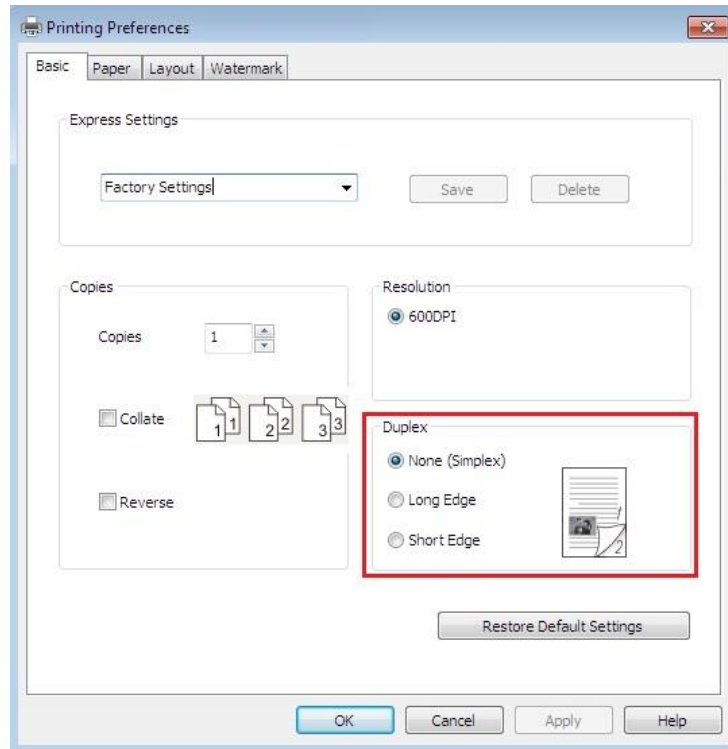 Printing Preferences
Basic Paper Layout Watermark
Express Settings
Factory Settings
Save Delete
Copies
Copies 1
Collate 1 1 2 2 3 3
Reverse
Resolution
600DPI
Duplex
None (Simplex)
Long Edge
Short Edge
1
2
Restore Default Settings
OK Cancel Apply Help